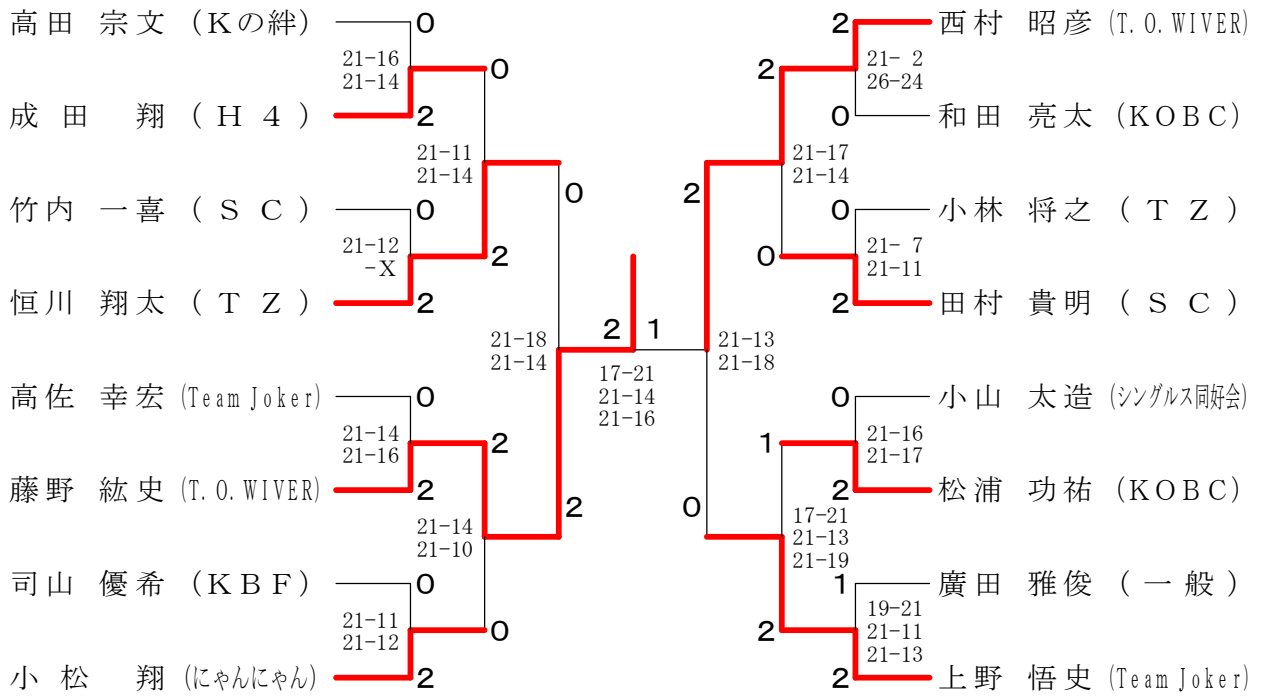 高田 宗文 (Kの絆) 0
21-16
21-14
0
成田 翔 (H4) 2
21-11
21-14
0
竹内 一喜 (SC) 0
21-12
-X
2
恒川 翔太 (TZ) 2
21-18
21-14
高佐 幸宏 (Team Joker) 0
21-14
21-16
2
藤野 紘史 (T.O.WIVER) 2
21-14
21-10
2
司山 優希 (KBF) 0
21-11
21-12
0
小松 翔 (にゃんにゃん) 2
2 1
17-21
21-14
21-16
2 西村 昭彦 (T.O.WIVER)
2
21- 2
26-24
0 和田 亮太 (KOBC)
2
21-17
21-14
0 小林 将之 (TZ)
0
21- 7
21-11
2 田村 貴明 (SC)
21-13
21-18
0 小山 太造 (シングルス同好会)
1
21-16
21-17
2 松浦 功祐 (KOBC)
0
17-21
21-13
21-19
1 廣田 雅俊 (一般)
2
19-21
21-11
21-13
2 上野 悟史 (Team Joker)